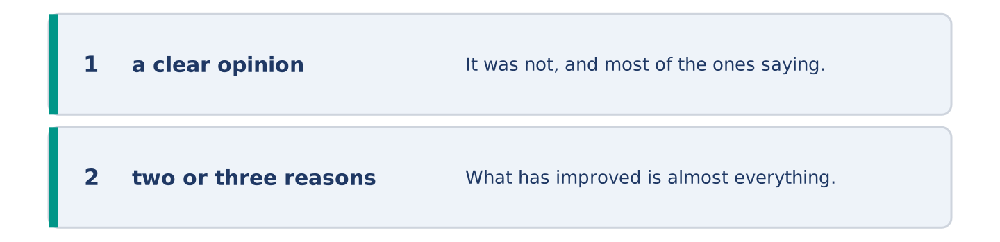 1 a clear opinion It was not, and most of the ones saying.
2 two or three reasons What has improved is almost everything.